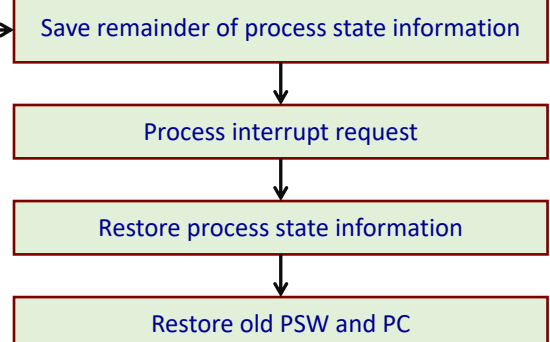 Save remainder of process state information
Process interrupt request
Restore process state information
Restore old PSW and PC